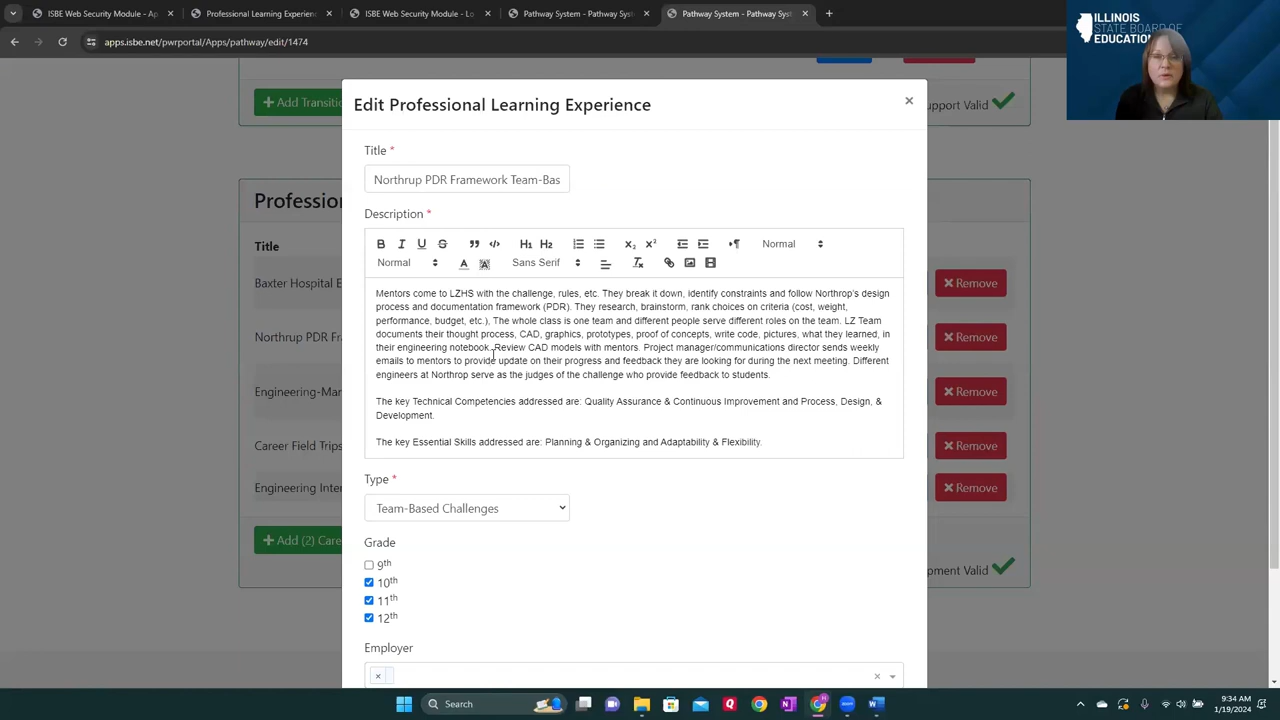 ISBE Web Security Module - Ap
Professional Learning Experienc
ISBE Web Security Module - Lo
Pathway System - Experience
Pathway System - Experience
apps.isbe.net/pwrportal/Apps/pathway/edit/1474
ILLINOIS
STATE BOARD OF
EDUCATION
Add Transiti
upport Valid
Edit Professional Learning Experience
×
Title *
Northrup PDR Framework Team-Bas
Description *
B I U S H1 H2 X2 X2 Normal
Normal A A Sans Serif
Mentors come to LZHS with the challenge, rules, etc. They break it down, identify constraints and follow Northrop's design
process and documentation framework (PDR). They research, brainstorm, rank choices on criteria (cost, weight,
performance, budget, etc.), The whole class is one team and different people serve different roles on the team. LZ Team
documents their thought process, CAD, graphics, prototypes, proof of concepts, write code, pictures, what they learned, in
their engineering notebook. Review CAD models with mentors. Project manager/communications director sends weekly
emails to mentors to provide update on their progress and feedback they are looking for during the next meeting. Different
engineers at Northrop serve as the judges of the challenge who provide feedback to students.
The key Technical Competencies addressed are: Quality Assurance & Continuous Improvement and Process, Design, &
Development.
The key Essential Skills addressed are: Planning & Organizing and Adaptability & Flexibility.
Type *
Team-Based Challenges
Grade
9th
10th
11th
12th
Employer
×
Professio
Title
Baxter Hospital E
Remove
Northrup PDR Fr
Remove
Engineering-Man
Remove
Career Field Trips
Remove
Engineering Inter
Remove
Add (2) Care
pment Valid
Search
9:34 AM
1/19/2024